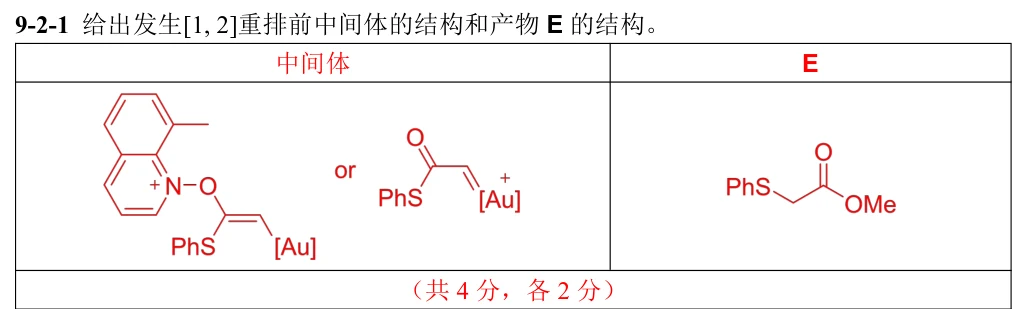 9-2-1 给出发生[1, 2]重排前中间体的结构和产物 E 的结构。
中间体 E
+ N O PhS [Au]
or
O PhS + [Au]
PhS O OMe
（共 4 分，各 2 分）